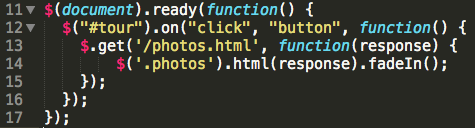 11 $(document).ready(function() {
12 $("#tour").on("click", "button", function() {
13 $.get('/photos.html', function(response) {
14 $('.photos').html(response).fadeIn();
15 });
16 });
17 });